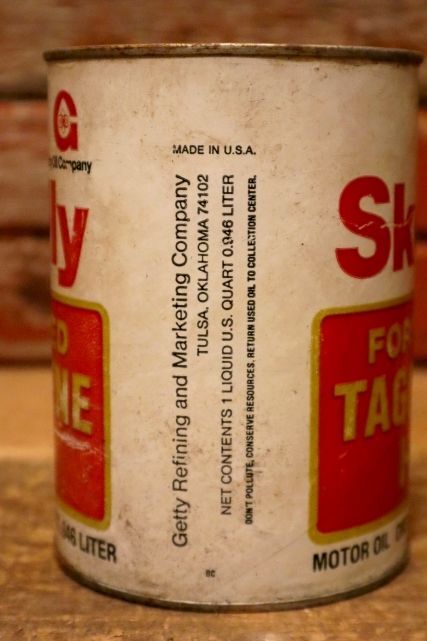 G
Oil Company
ly
D
NE
.946 LITER
MADE IN U.S.A.
Getty Refining and Marketing Company
TULSA, OKLAHOMA 74102
NET CONTENTS 1 LIQUID U.S. QUART 0.946 LITER
DON'T POLLUTE, CONSERVE RESOURCES. RETURN USED OIL TO COLLECTION CENTER.
Sk
FOR
TAG
MOTOR OIL